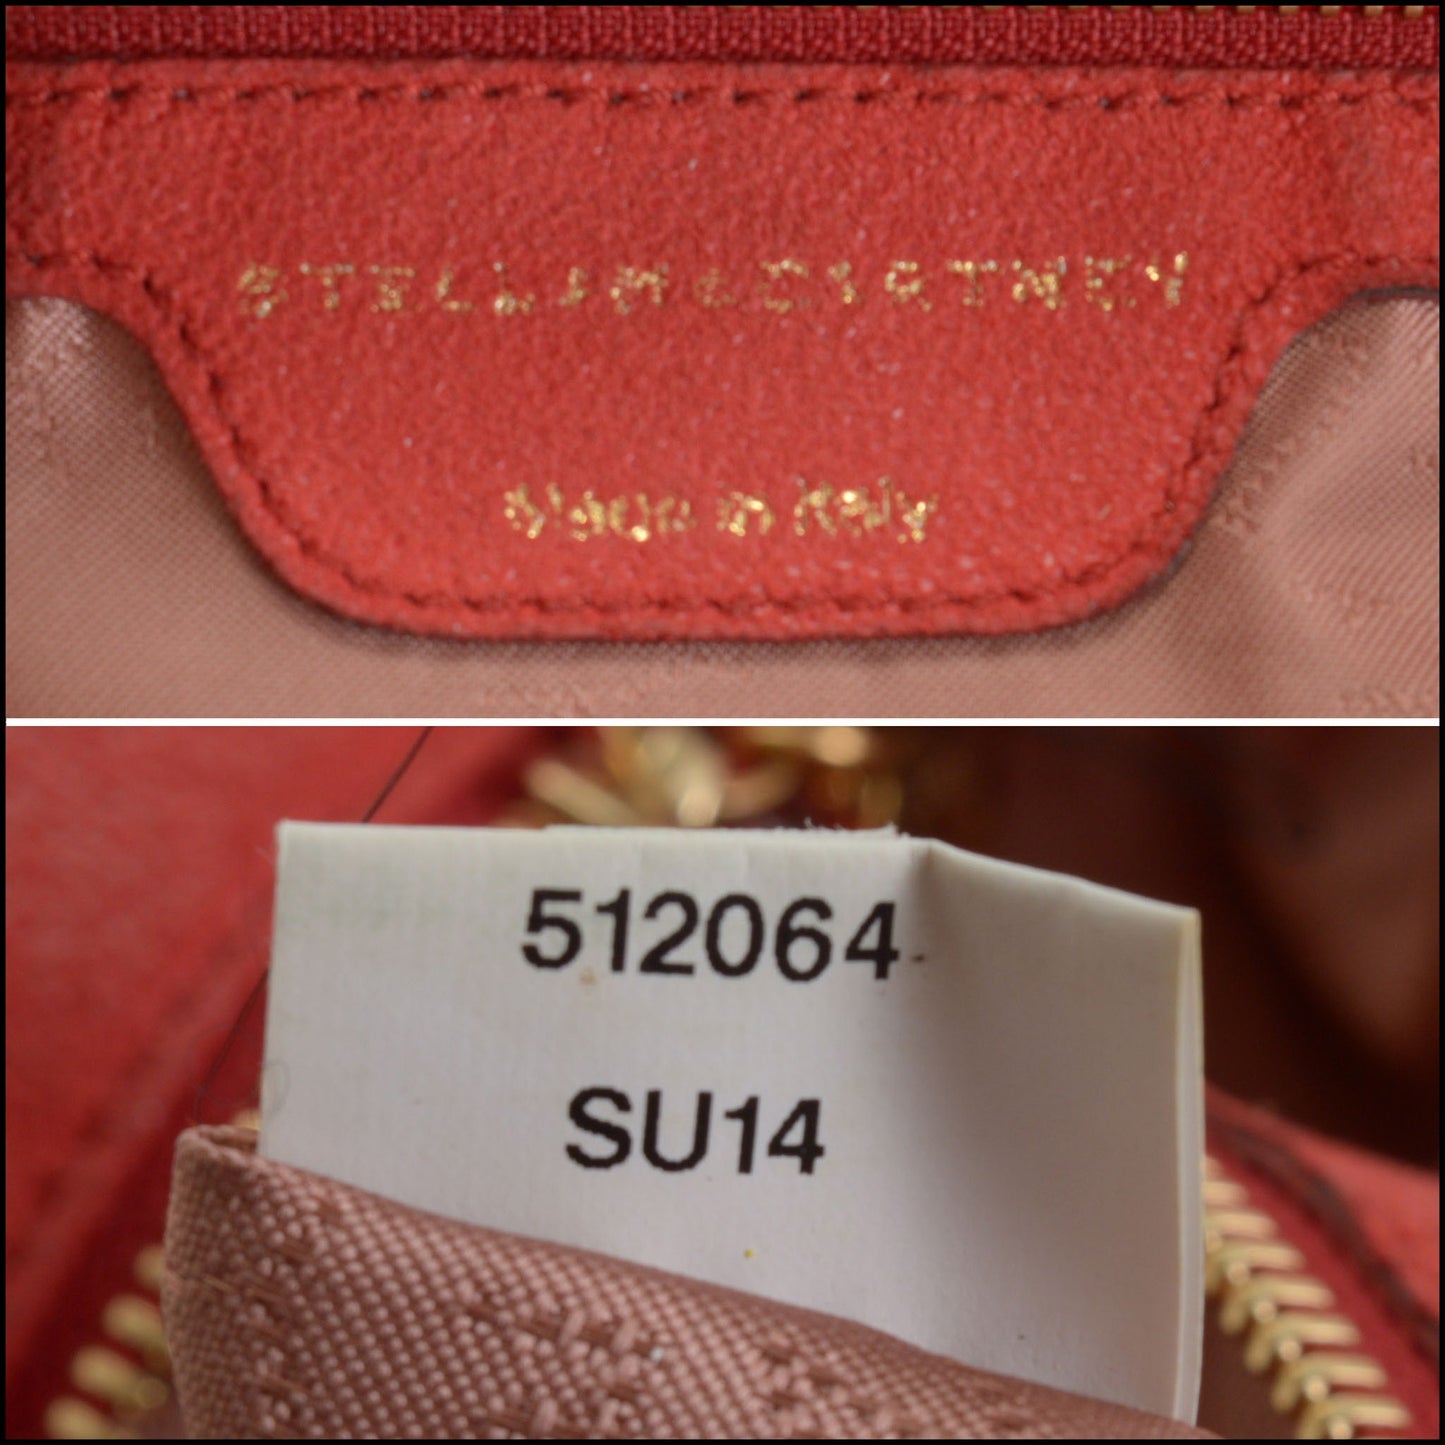 STELLA McCARTNEY
Made in Italy
512064
SU14